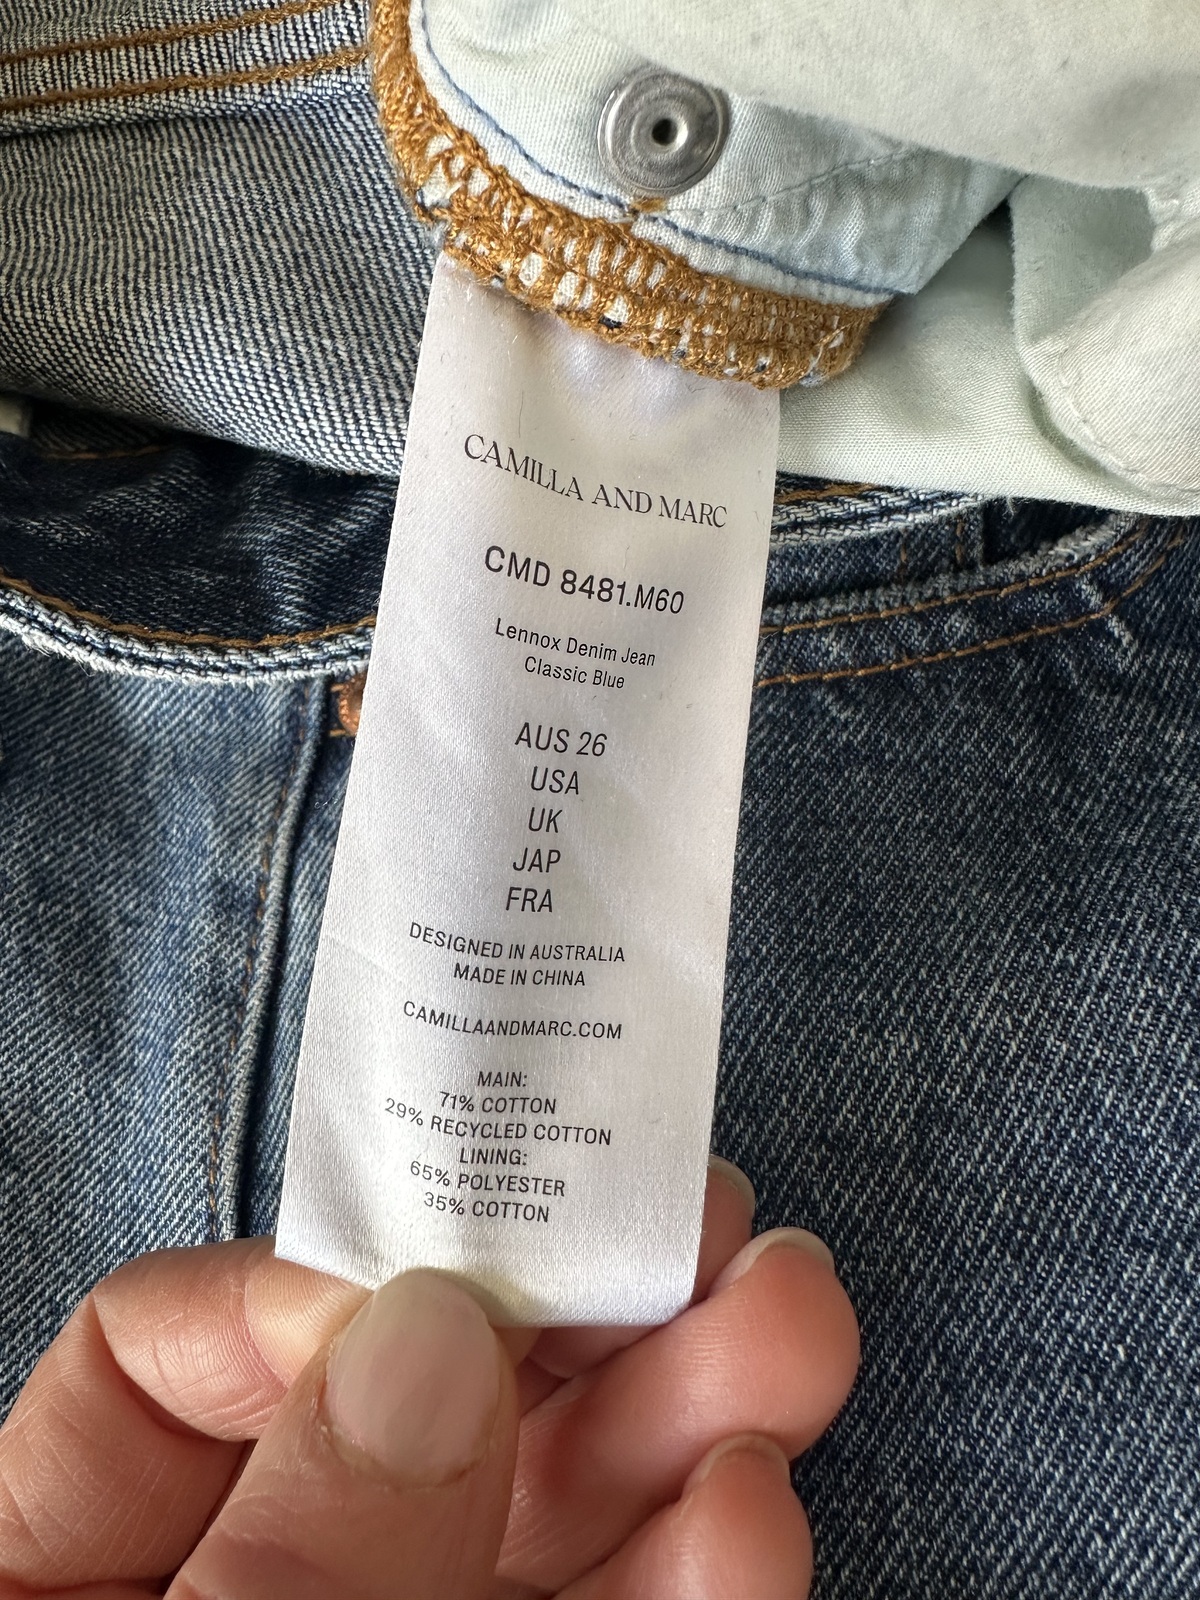 CAMILLA AND MARC
CMD 8481.M60
Lennox Denim Jean
Classic Blue
AUS 26
USA
UK
JAP
FRA
DESIGNED IN AUSTRALIA
MADE IN CHINA
CAMILLAANDMARC.COM
MAIN:
71% COTTON
29% RECYCLED COTTON
LINING:
65% POLYESTER
35% COTTON